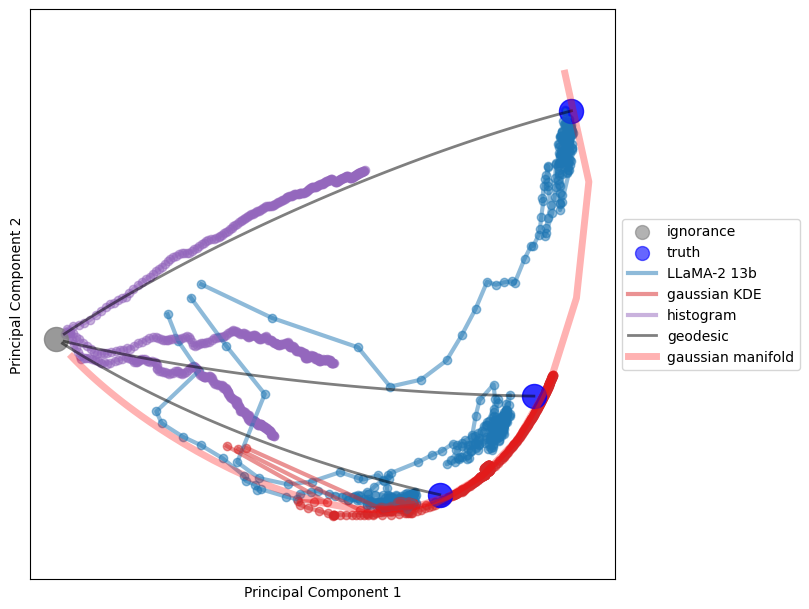 Principal Component 2
Principal Component 1
ignorance
truth
LLaMA-2 13b
gaussian KDE
histogram
geodesic
gaussian manifold